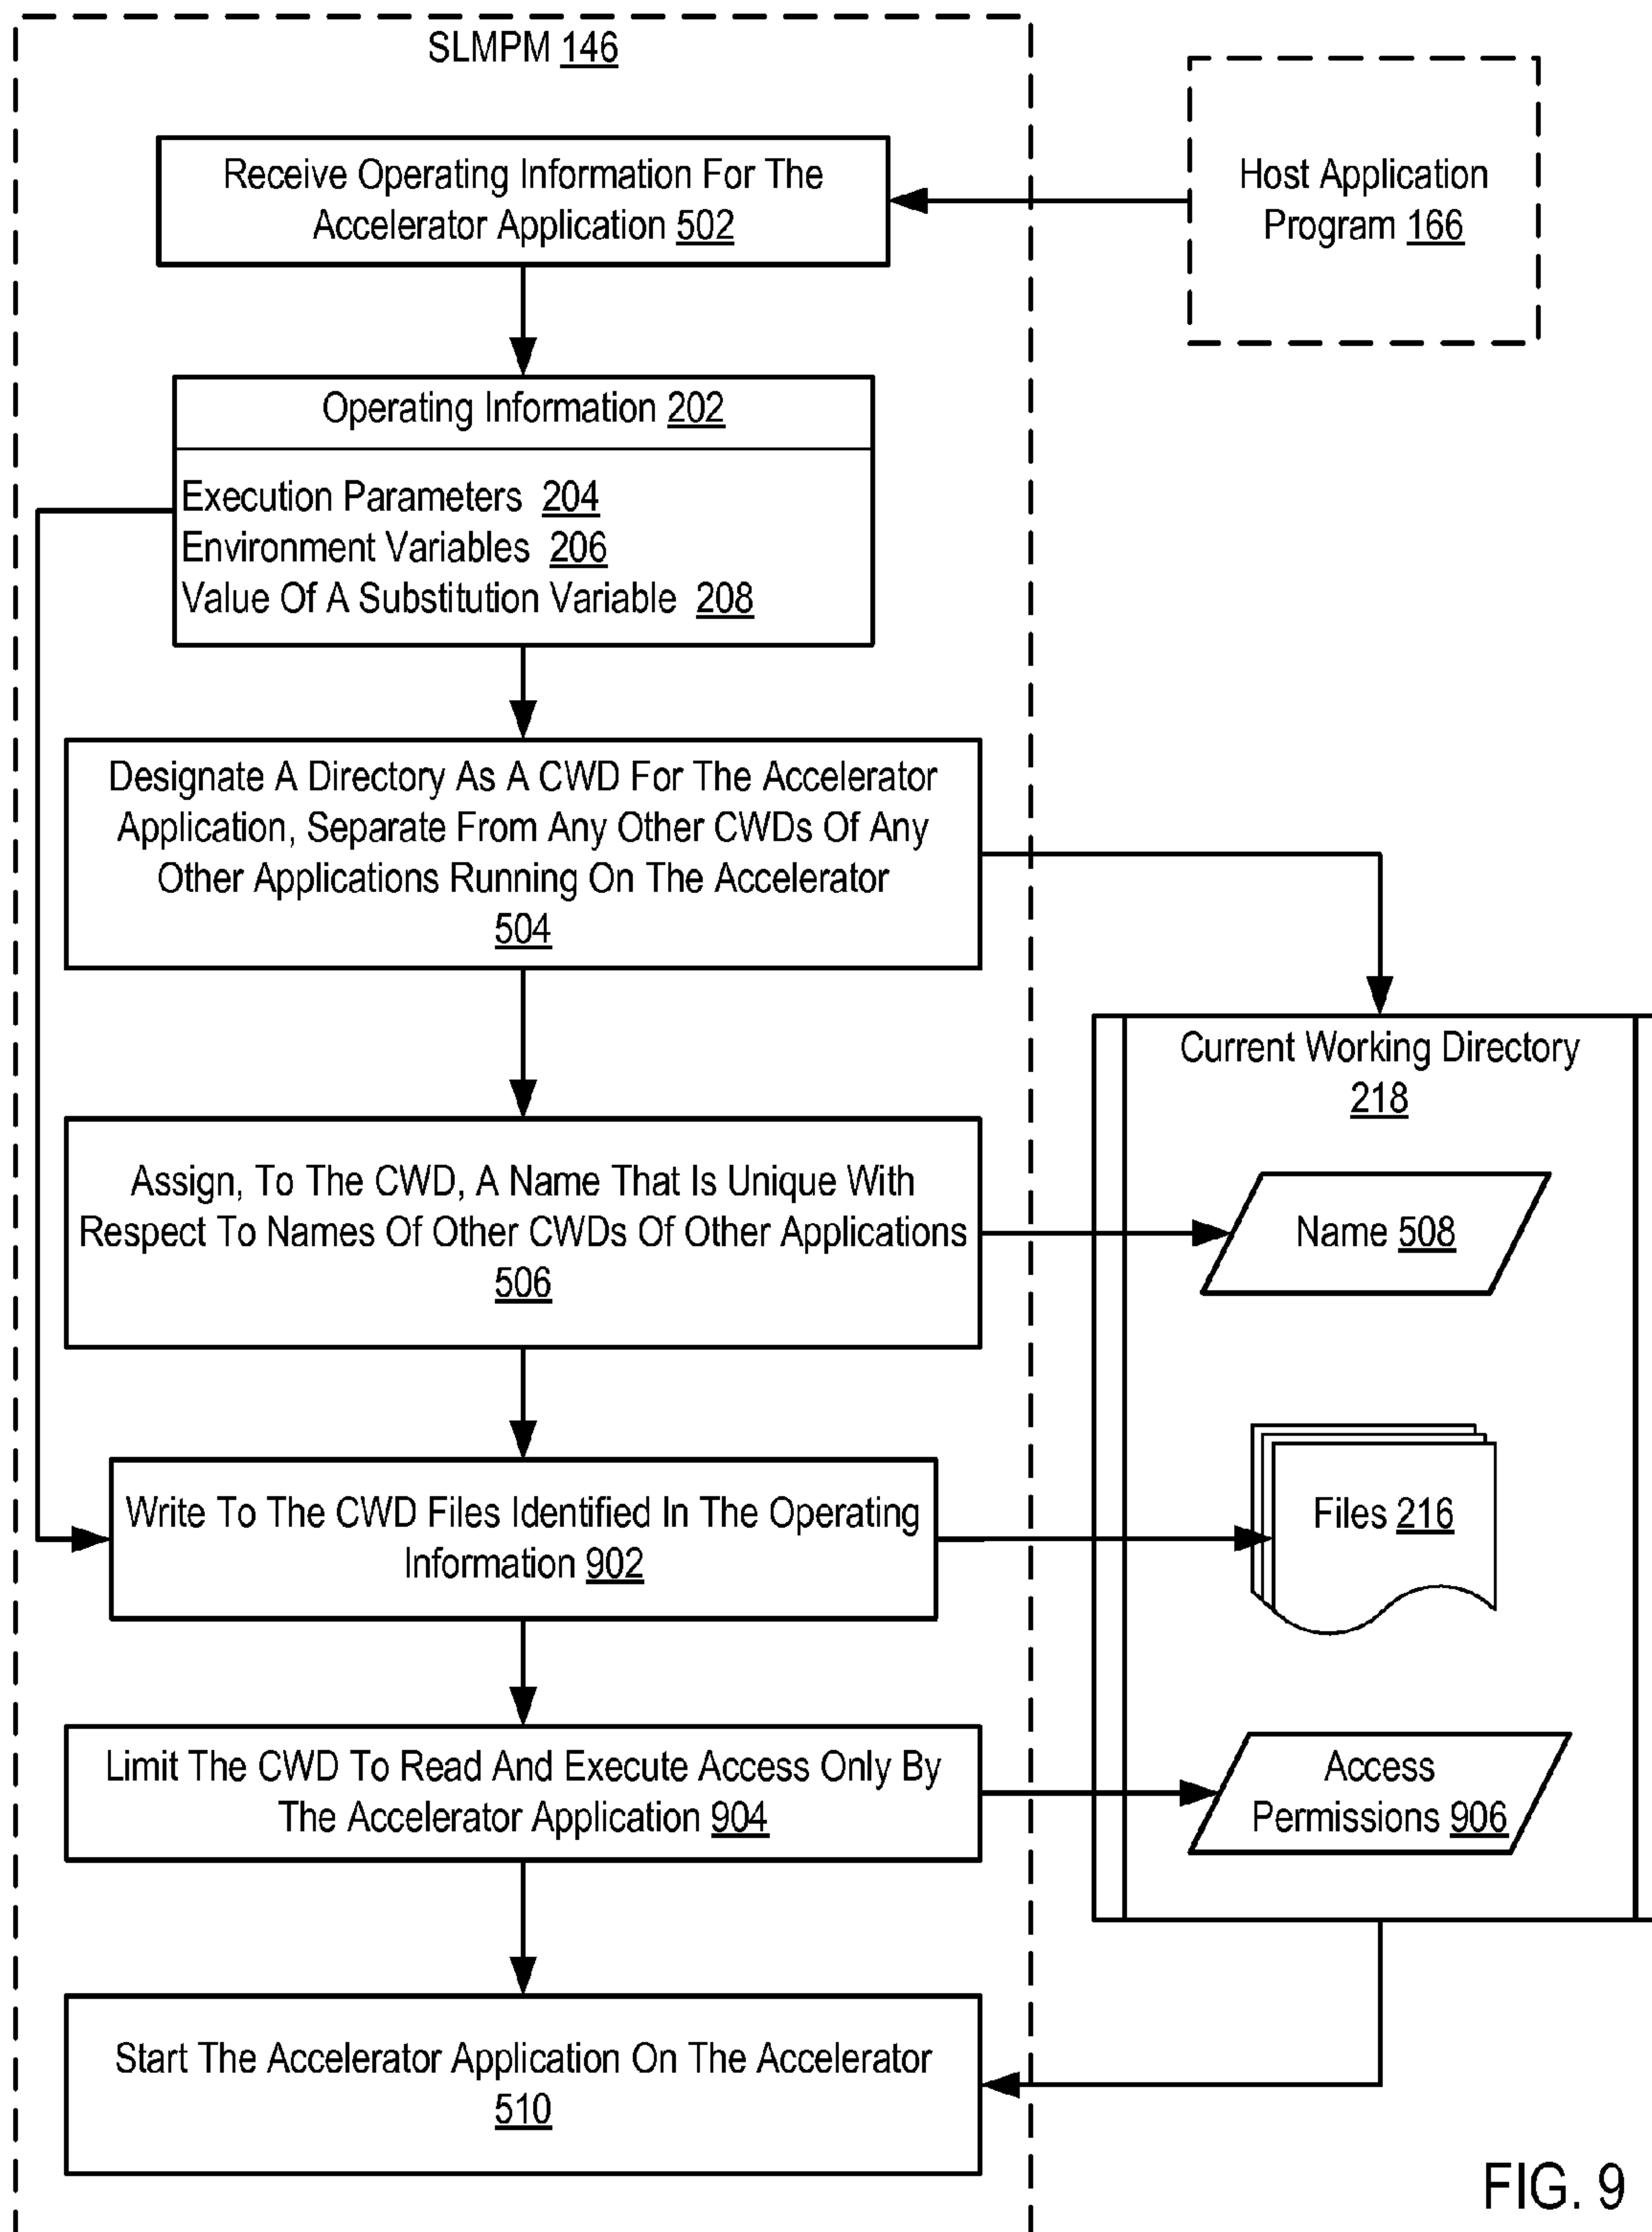 SLMPM 146
Receive Operating Information For The
Accelerator Application 502
Host Application
Program 166
Operating Information 202
Execution Parameters 204
Environment Variables 206
Value Of A Substitution Variable 208
Designate A Directory As A CWD For The Accelerator
Application, Separate From Any Other CWDs Of Any
Other Applications Running On The Accelerator
504
Current Working Directory
218
Assign, To The CWD, A Name That Is Unique With
Respect To Names Of Other CWDs Of Other Applications
506
Name 508
Write To The CWD Files Identified In The Operating
Information 902
Files 216
Limit The CWD To Read And Execute Access Only By
The Accelerator Application 904
Access
Permissions 906
Start The Accelerator Application On The Accelerator
510
FIG. 9